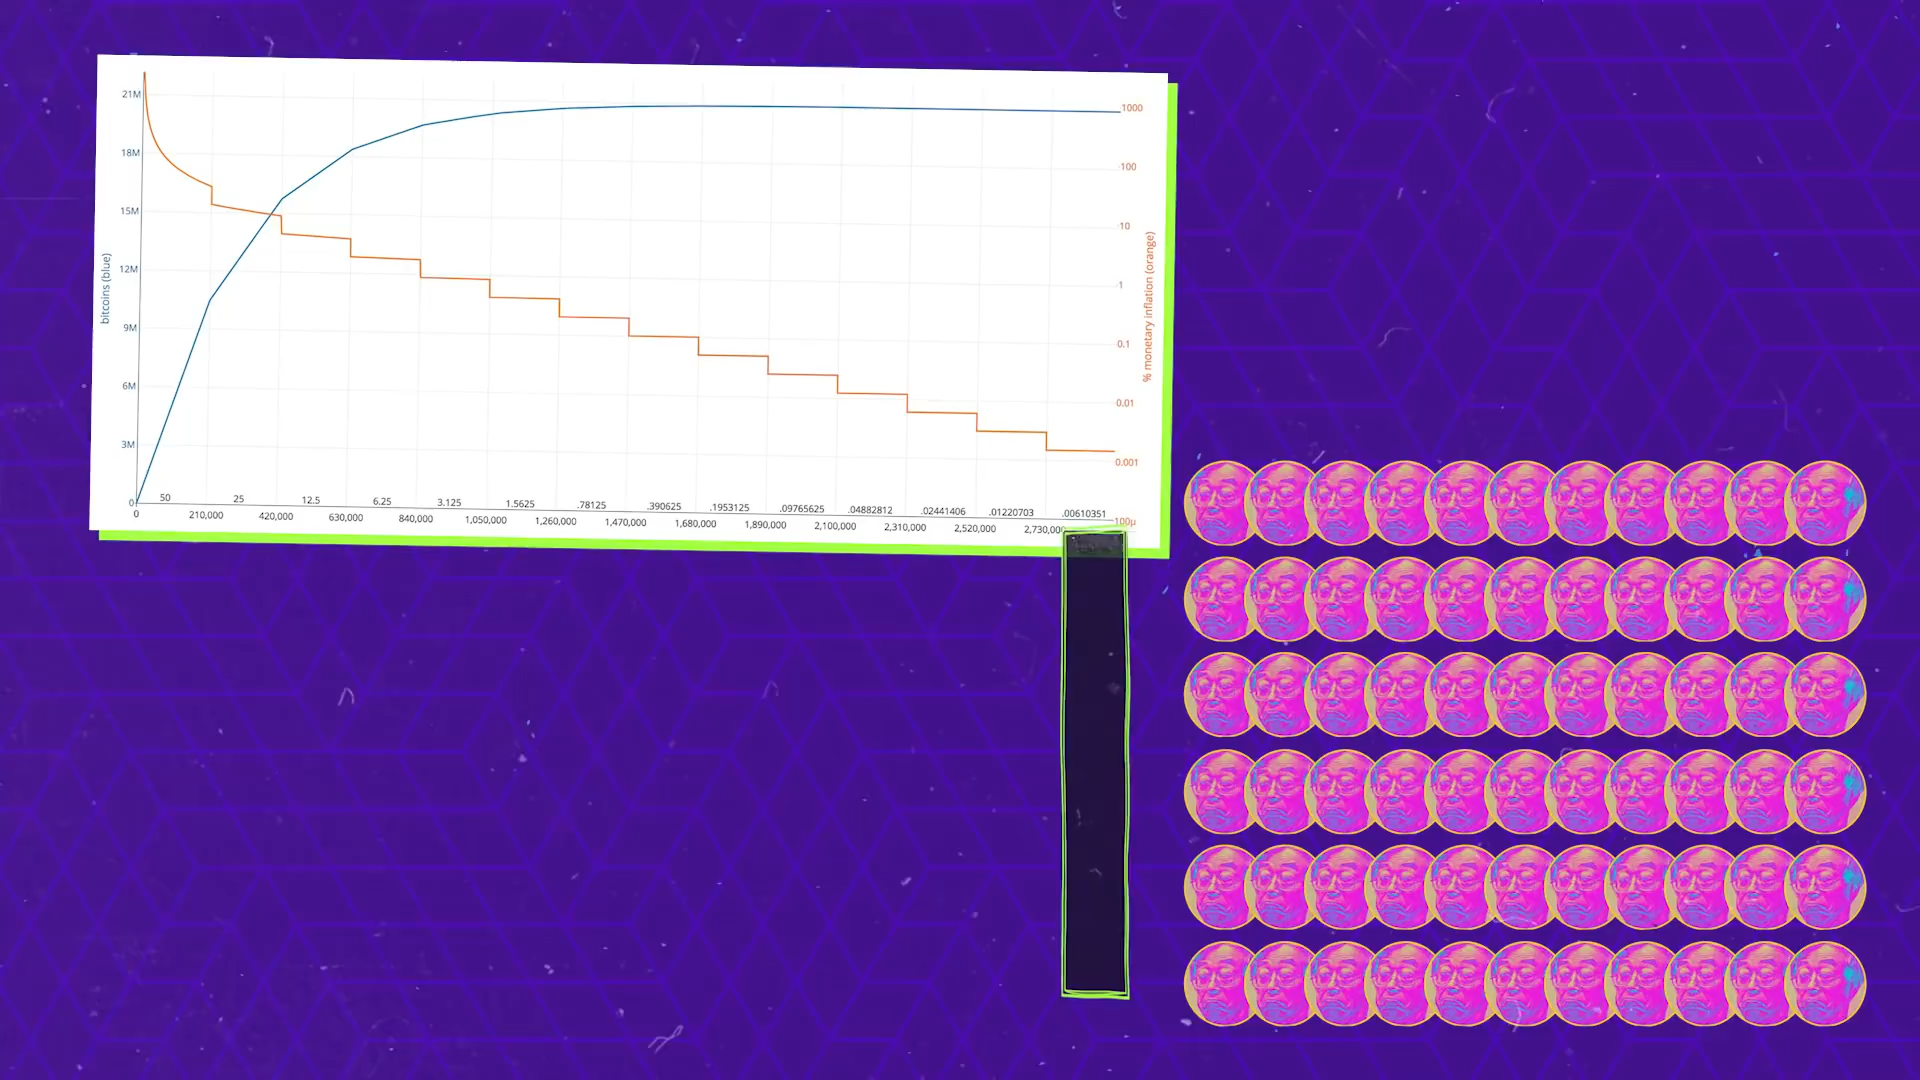 21M
18M
15M
12M
9M
6M
3M
0
bitcoins (blue)
1000
100
10
1
0.1
0.01
0.001
100µ
% monetary inflation (orange)
50 25 12.5 6.25 3.125 1.5625 .78125 .390625 .1953125 .09765625 .04882812 .02441406 .01220703 .00610351
0 210,000 420,000 630,000 840,000 1,050,000 1,260,000 1,470,000 1,680,000 1,890,000 2,100,000 2,310,000 2,520,000 2,730,000